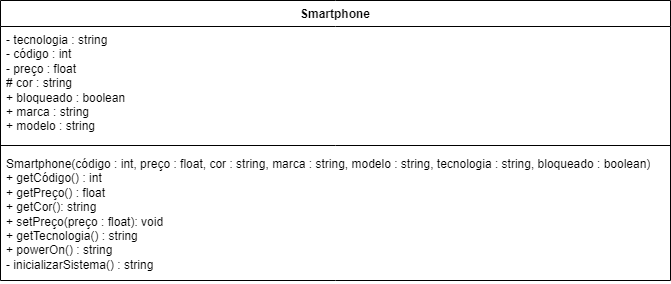 Smartphone
- tecnologia : string
- código : int
- preço : float
# cor : string
+ bloqueado : boolean
+ marca : string
+ modelo : string
Smartphone(código : int, preço : float, cor : string, marca : string, modelo : string, tecnologia : string, bloqueado : boolean)
+ getCódigo() : int
+ getPreço() : float
+ getCor(): string
+ setPreço(preço : float): void
+ getTecnologia() : string
+ powerOn() : string
- inicializarSistema() : string